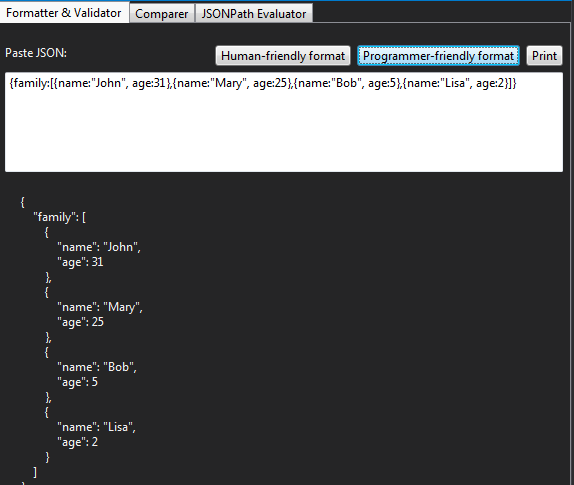 Formatter & Validator Comparer JSONPath Evaluator
Paste JSON: Human-friendly format Programmer-friendly format Print
{family:[{name:"John", age:31},{name:"Mary", age:25},{name:"Bob", age:5},{name:"Lisa", age:2}]}
{
"family": [
{
"name": "John",
"age": 31
},
{
"name": "Mary",
"age": 25
},
{
"name": "Bob",
"age": 5
},
{
"name": "Lisa",
"age": 2
}
]